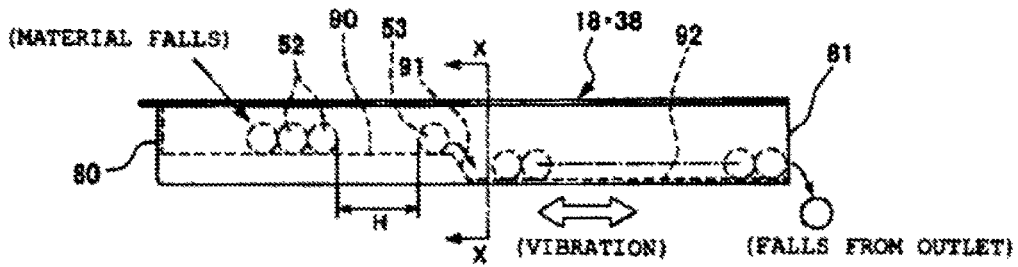 (MATERIAL FALLS)
52
90
53
91
X
18·38
92
81
80
H
X
(VIBRATION)
(FALLS FROM OUTLET)